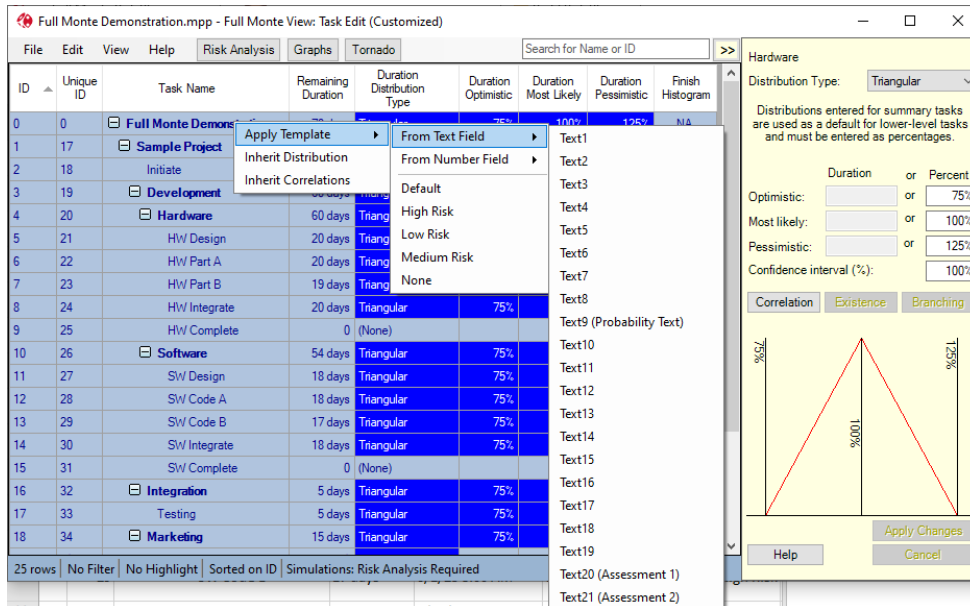 Full Monte Demonstration.mpp - Full Monte View: Task Edit (Customized)
File Edit View Help Risk Analysis Graphs Tornado Search for Name or ID >>
ID Unique ID Task Name Remaining Duration Duration Distribution Type Duration Optimistic Duration Most Likely Duration Pessimistic Finish Histogram
0 0 Full Monte 75% 100% 125% NA
1 17 Sample Project
2 18 Initiate
3 19 Development
4 20 Hardware 60 days
5 21 HW Design 20 days
6 22 HW Part A 20 days
7 23 HW Part B 19 days
8 24 HW Integrate 20 days Triangular 75%
9 25 HW Complete 0 (None)
10 26 Software 54 days Triangular 75%
11 27 SW Design 18 days Triangular 75%
12 28 SW Code A 18 days Triangular 75%
13 29 SW Code B 17 days Triangular 75%
14 30 SW Integrate 18 days Triangular 75%
15 31 SW Complete 0 (None)
16 32 Integration 5 days Triangular 75%
17 33 Testing 5 days Triangular 75%
18 34 Marketing 15 days Triangular 75%
Apply Template
Inherit Distribution
Inherit Correlations
From Text Field
From Number Field
Default
High Risk
Low Risk
Medium Risk
None
Text1
Text2
Text3
Text4
Text5
Text6
Text7
Text8
Text9 (Probability Text)
Text10
Text11
Text12
Text13
Text14
Text15
Text16
Text17
Text18
Text19
Text20 (Assessment 1)
Text21 (Assessment 2)
25 rows No Filter No Highlight Sorted on ID Simulations: Risk Analysis Required
Hardware
Distribution Type: Triangular
Distributions entered for summary tasks
are used as a default for lower-level tasks
and must be entered as percentages.
Duration or Percent
Optimistic: or 75%
Most likely: or 100%
Pessimistic: or 125%
Confidence interval (%): 100%
Correlation Existence Branching
75% 100% 125%
Apply Changes
Help Cancel